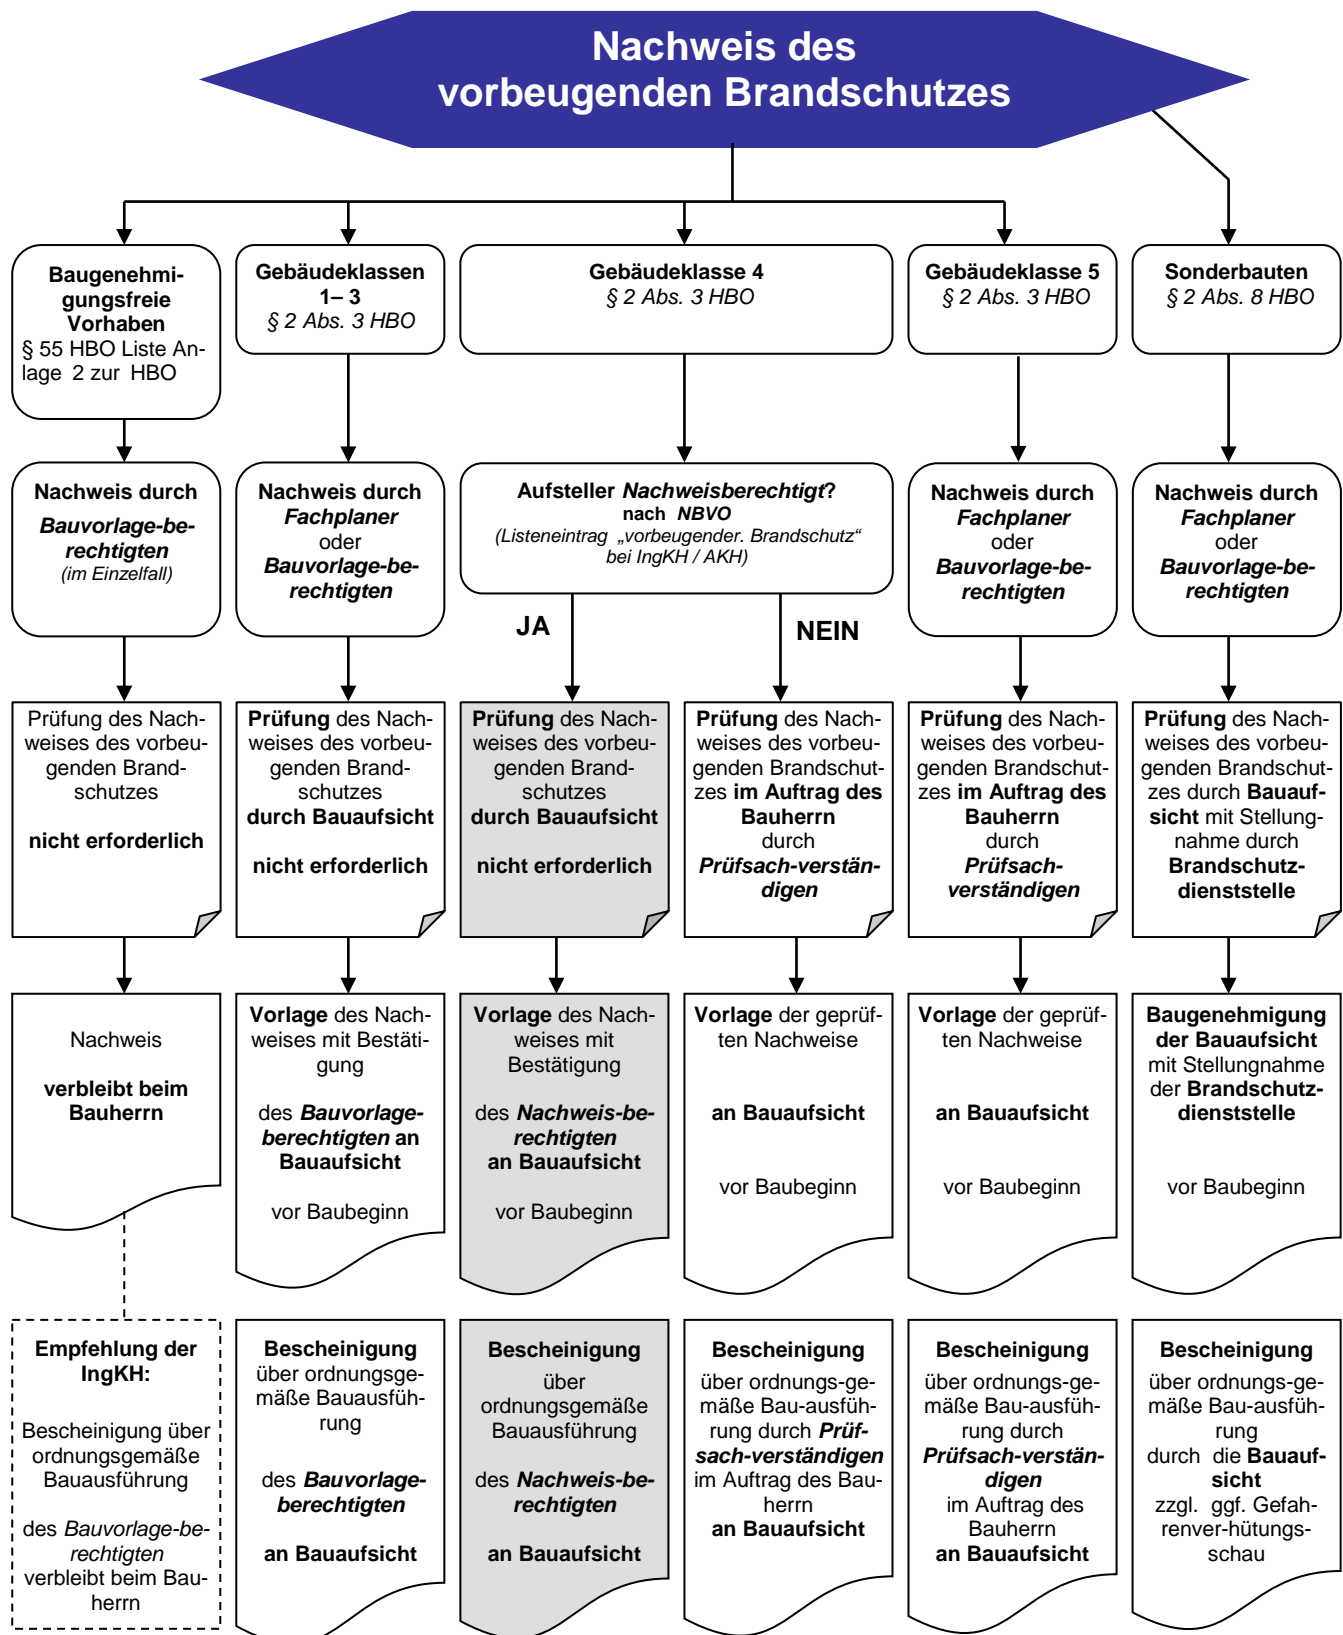 Nachweis des
vorbeugenden Brandschutzes
Baugenehmi-
gungsfreie
Vorhaben
§ 55 HBO Liste An-
lage 2 zur HBO
Gebäudeklassen
1– 3
§ 2 Abs. 3 HBO
Gebäudeklasse 4
§ 2 Abs. 3 HBO
Gebäudeklasse 5
§ 2 Abs. 3 HBO
Sonderbauten
§ 2 Abs. 8 HBO
Nachweis durch
Bauvorlage-be-
rechtigten
(im Einzelfall)
Nachweis durch
Fachplaner
oder
Bauvorlage-be-
rechtigten
Aufsteller Nachweisberechtigt?
nach NBVO
(Listeneintrag „vorbeugender. Brandschutz“
bei IngKH / AKH)
Nachweis durch
Fachplaner
oder
Bauvorlage-be-
rechtigten
Nachweis durch
Fachplaner
oder
Bauvorlage-be-
rechtigten
JA
NEIN
Prüfung des Nach-
weises des vorbeu-
genden Brand-
schutzes
nicht erforderlich
Prüfung des Nach-
weises des vorbeu-
genden Brand-
schutzes
durch Bauaufsicht
nicht erforderlich
Prüfung des Nach-
weises des vorbeu-
genden Brand-
schutzes
durch Bauaufsicht
nicht erforderlich
Prüfung des Nach-
weises des vorbeu-
genden Brandschut-
zes im Auftrag des
Bauherrn
durch
Prüfsach-verstän-
digen
Prüfung des Nach-
weises des vorbeu-
genden Brandschut-
zes im Auftrag des
Bauherrn
durch
Prüfsach-
verständigen
Prüfung des Nach-
weises des vorbeu-
genden Brandschut-
zes durch Bauauf-
sicht mit Stellung-
nahme durch
Brandschutz-
dienststelle
Nachweis
verbleibt beim
Bauherrn
Vorlage des Nach-
weises mit Bestäti-
gung
des Bauvorlage-
berechtigten an
Bauaufsicht
vor Baubeginn
Vorlage des Nach-
weises mit
Bestätigung
des Nachweis-be-
rechtigten
an Bauaufsicht
vor Baubeginn
Vorlage der geprüf-
ten Nachweise
an Bauaufsicht
vor Baubeginn
Vorlage der geprüf-
ten Nachweise
an Bauaufsicht
vor Baubeginn
Baugenehmigung
der Bauaufsicht
mit Stellungnahme
der Brandschutz-
dienststelle
vor Baubeginn
Empfehlung der
IngKH:
Bescheinigung über
ordnungsgemäße
Bauausführung
des Bauvorlage-be-
rechtigten
verbleibt beim Bau-
herrn
Bescheinigung
über ordnungsge-
mäße Bauausfüh-
rung
des Bauvorlage-
berechtigten
an Bauaufsicht
Bescheinigung
über
ordnungsgemäße
Bauausführung
des Nachweis-be-
rechtigten
an Bauaufsicht
Bescheinigung
über ordnungs-ge-
mäße Bau-ausfüh-
rung durch Prüf-
sach-verständigen
im Auftrag des Bau-
herrn
an Bauaufsicht
Bescheinigung
über ordnungs-ge-
mäße Bau-ausfüh-
rung durch
Prüfsach-verstän-
digen
im Auftrag des
Bauherrn
an Bauaufsicht
Bescheinigung
über ordnungs-ge-
mäße Bau-ausfüh-
rung
durch die Bauauf-
sicht
zzgl. ggf. Gefah-
renver-hütungs-
schau